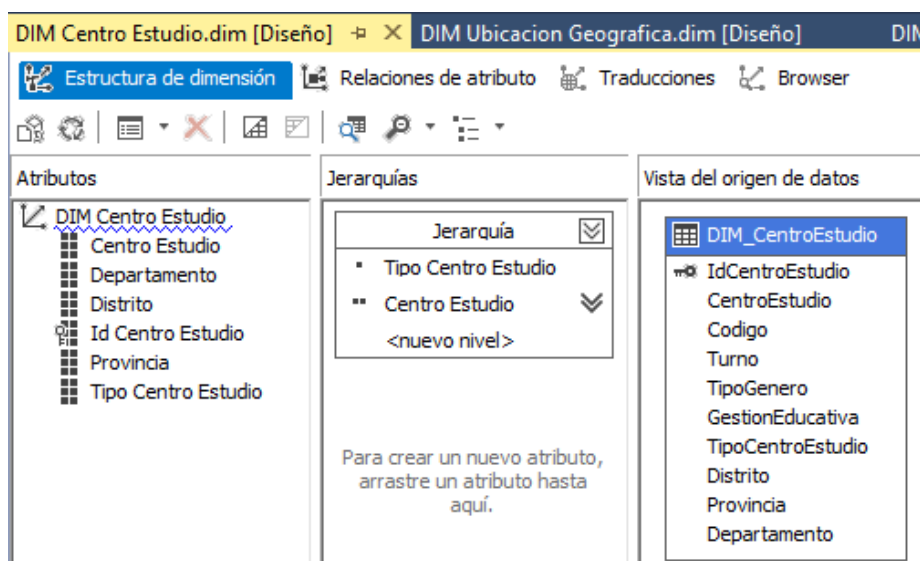 DIM Centro Estudio.dim [Diseño]
DIM Ubicacion Geografica.dim [Diseño]
DIM
Estructura de dimensión
Relaciones de atributo
Traducciones
Browser
Atributos
DIM Centro Estudio
Centro Estudio
Departamento
Distrito
Id Centro Estudio
Provincia
Tipo Centro Estudio
Jerarquías
Jerarquía
Tipo Centro Estudio
Centro Estudio
<nuevo nivel>
Para crear un nuevo atributo,
arrastre un atributo hasta
aquí.
Vista del origen de datos
DIM_CentroEstudio
IdCentroEstudio
CentroEstudio
Codigo
Turno
TipoGenero
GestionEducativa
TipoCentroEstudio
Distrito
Provincia
Departamento